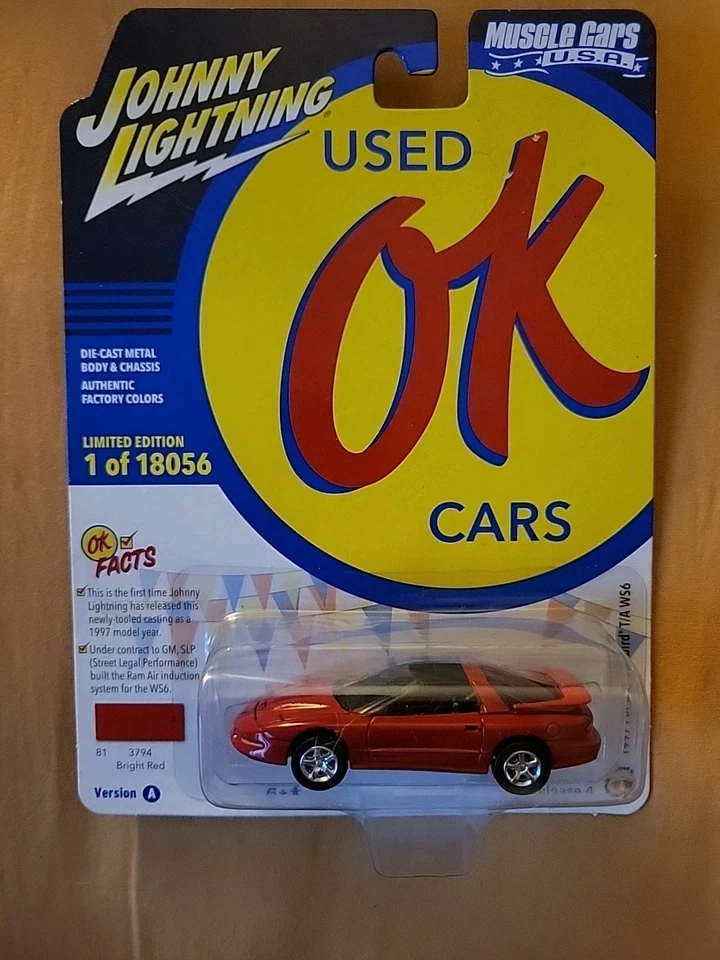 JOHNNY
LIGHTNING
MUSCLE CARS
U.S.A.
USED
OK
CARS
DIE-CAST METAL
BODY & CHASSIS
AUTHENTIC
FACTORY COLORS
LIMITED EDITION
1 of 18056
OK
FACTS
This is the first time Johnny
Lightning has released this
newly-tooled casting as a
1997 model year.
Under contract to GM, SLP
(Street Legal Performance)
built the Ram Air induction
system for the WS6.
81 3794
Bright Red
Version A
T/A WS6